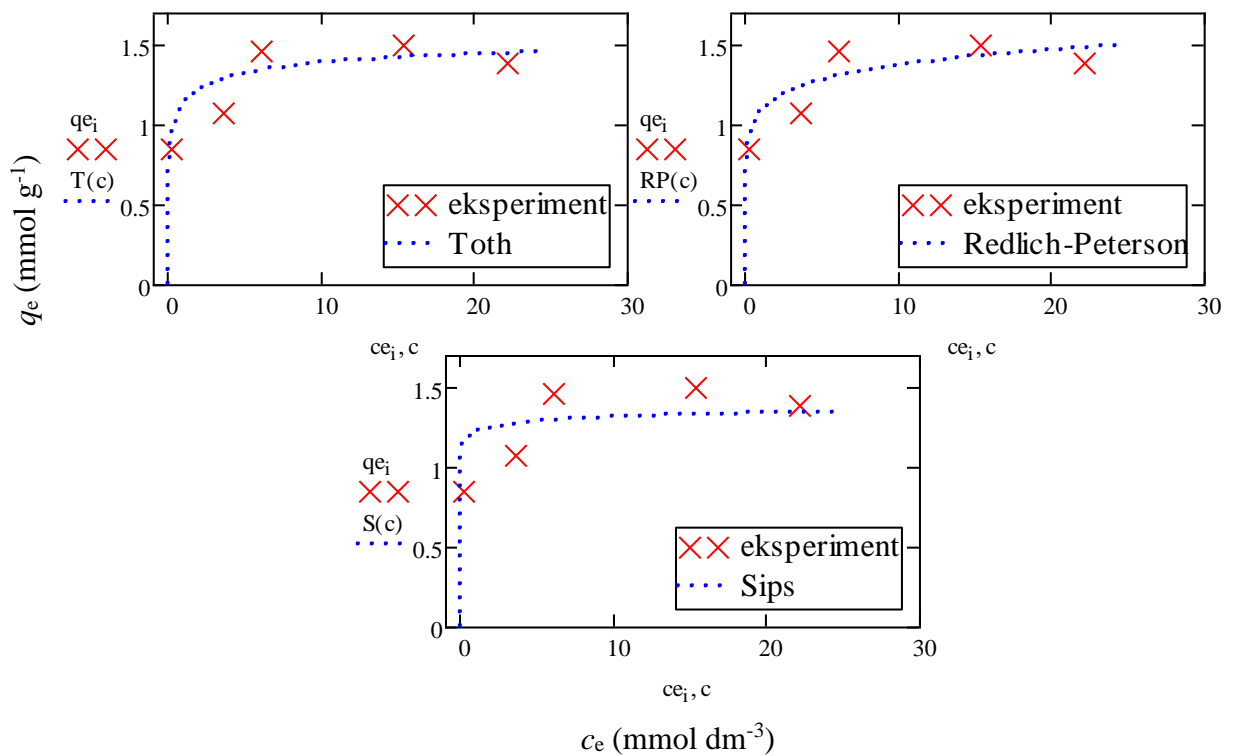 1.5
1
0.5
0
qe_i
T(c)
eksperiment
Toth
0 10 20 30
ce_i, c
q_e (mmol g^-1)
1.5
1
0.5
0
qe_i
RP(c)
eksperiment
Redlich-Peterson
0 10 20 30
ce_i, c
1.5
1
0.5
0
qe_i
S(c)
eksperiment
Sips
0 10 20 30
ce_i, c
c_e (mmol dm^-3)